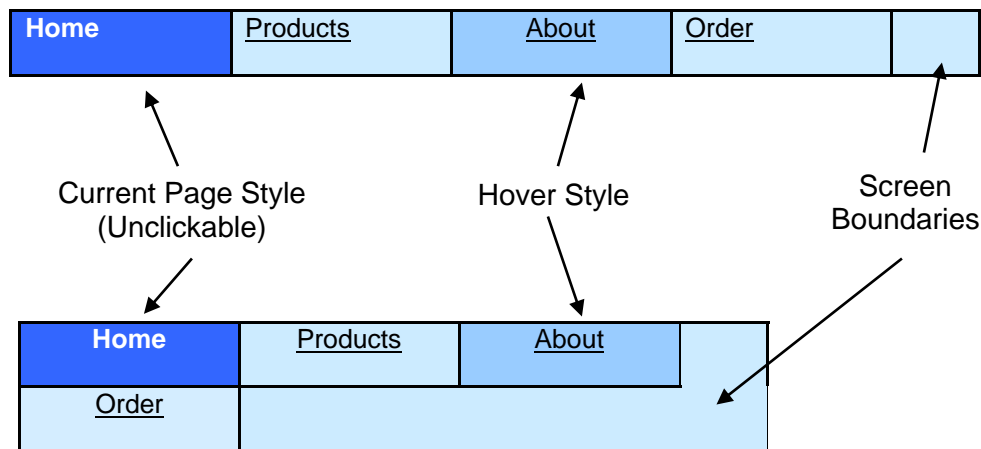 Home Products About Order
Current Page Style
(Unclickable)
Hover Style
Screen
Boundaries
Home Products About
Order